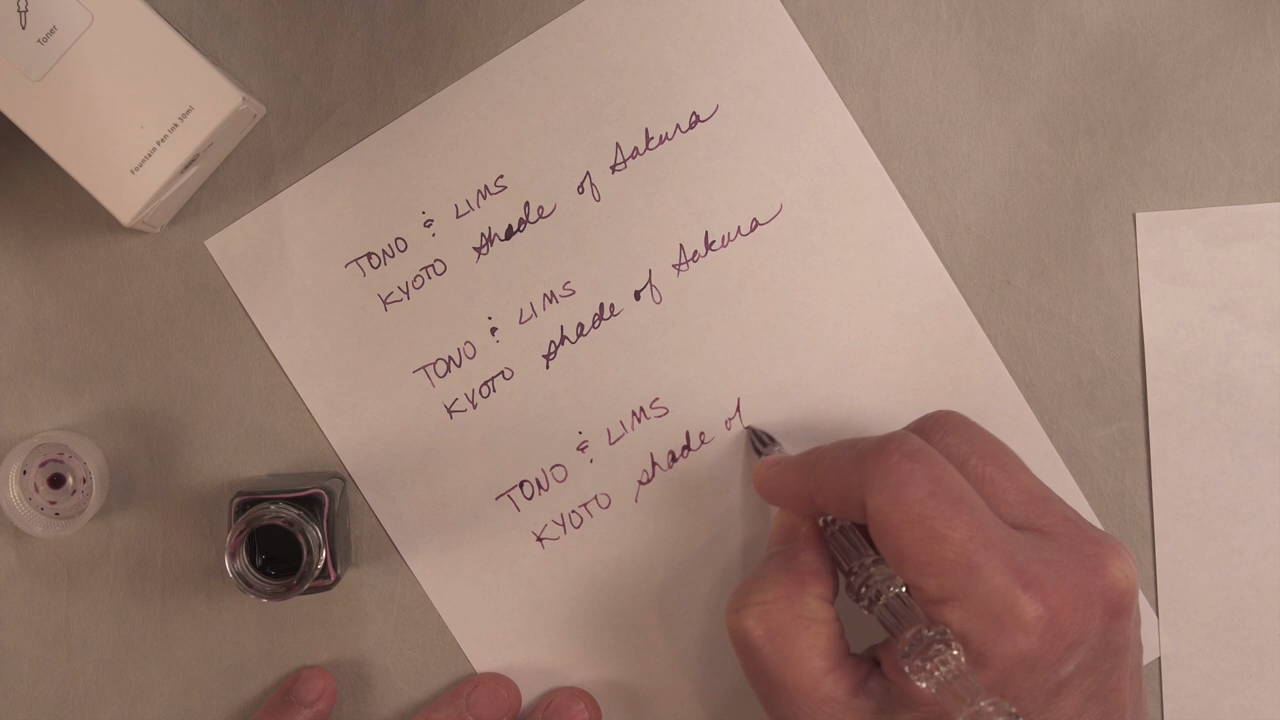 Toner
Fountain Pen Ink 30ml
TONO & LIMS
KYOTO Shade of Sakura
TONO & LIMS
KYOTO Shade of Sakura
TONO & LIMS
KYOTO Shade of